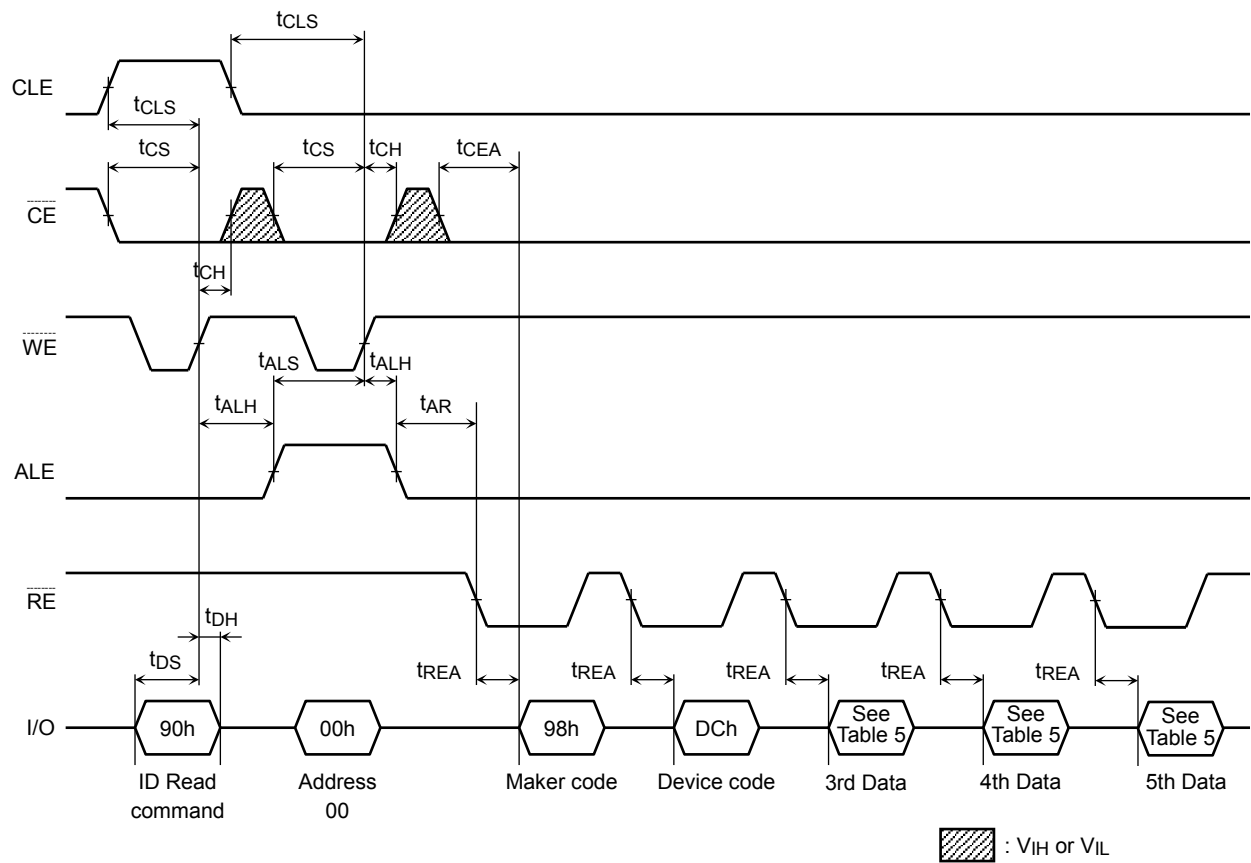 tCLS
CLE
tCLS
tCS
tCS
tCH
tCEA
CE
tCH
WE
tALS
tALH
tALH
tAR
ALE
RE
tDH
tDS
tREA
tREA
tREA
tREA
tREA
I/O
90h
00h
98h
DCh
See
Table 5
See
Table 5
See
Table 5
ID Read
command
Address
00
Maker code
Device code
3rd Data
4th Data
5th Data
: VIH or VIL